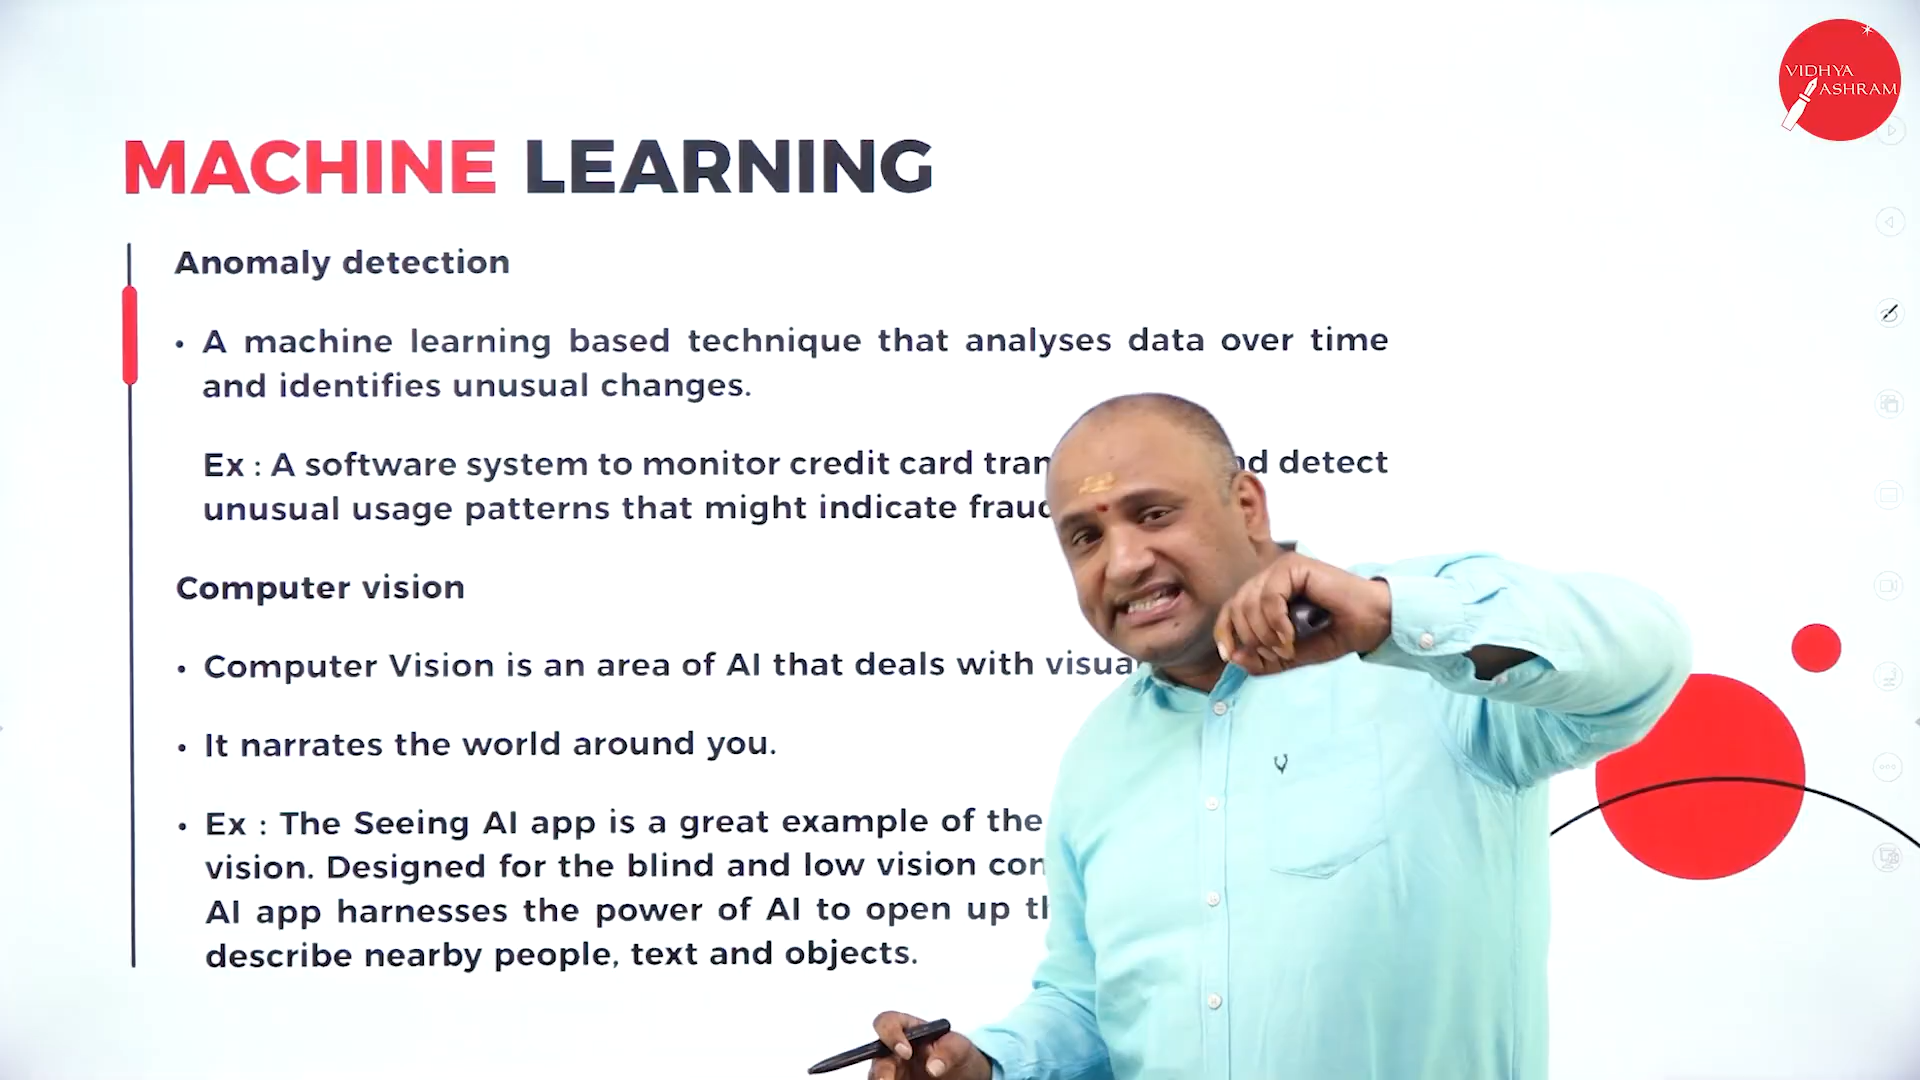 VIDHYA
ASHRAM
MACHINE LEARNING
Anomaly detection
• A machine learning based technique that analyses data over time
and identifies unusual changes.
Ex : A software system to monitor credit card detect
unusual usage patterns that might indicate
Computer vision
• Computer Vision is an area of AI that deals with
• It narrates the world around you.
• Ex : The Seeing AI app is a great example of the
vision. Designed for the blind and low vision
AI app harnesses the power of AI to open up
describe nearby people, text and objects.